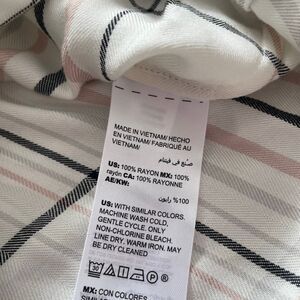 MADE IN VIETNAM/ HECHO
EN VIETNAM/ FABRIQUÉ AU
VIETNAM/
صنع في فيتنام
US: 100% RAYON MX: 100%
rayón CA: 100% RAYONNE
AE/KW:
100% رايون
US: WITH SIMILAR COLORS.
MACHINE WASH COLD,
GENTLE CYCLE. ONLY
NON-CHLORINE BLEACH.
LINE DRY. WARM IRON. MAY
BE DRY CLEANED
30 P
MX: CON COLORES